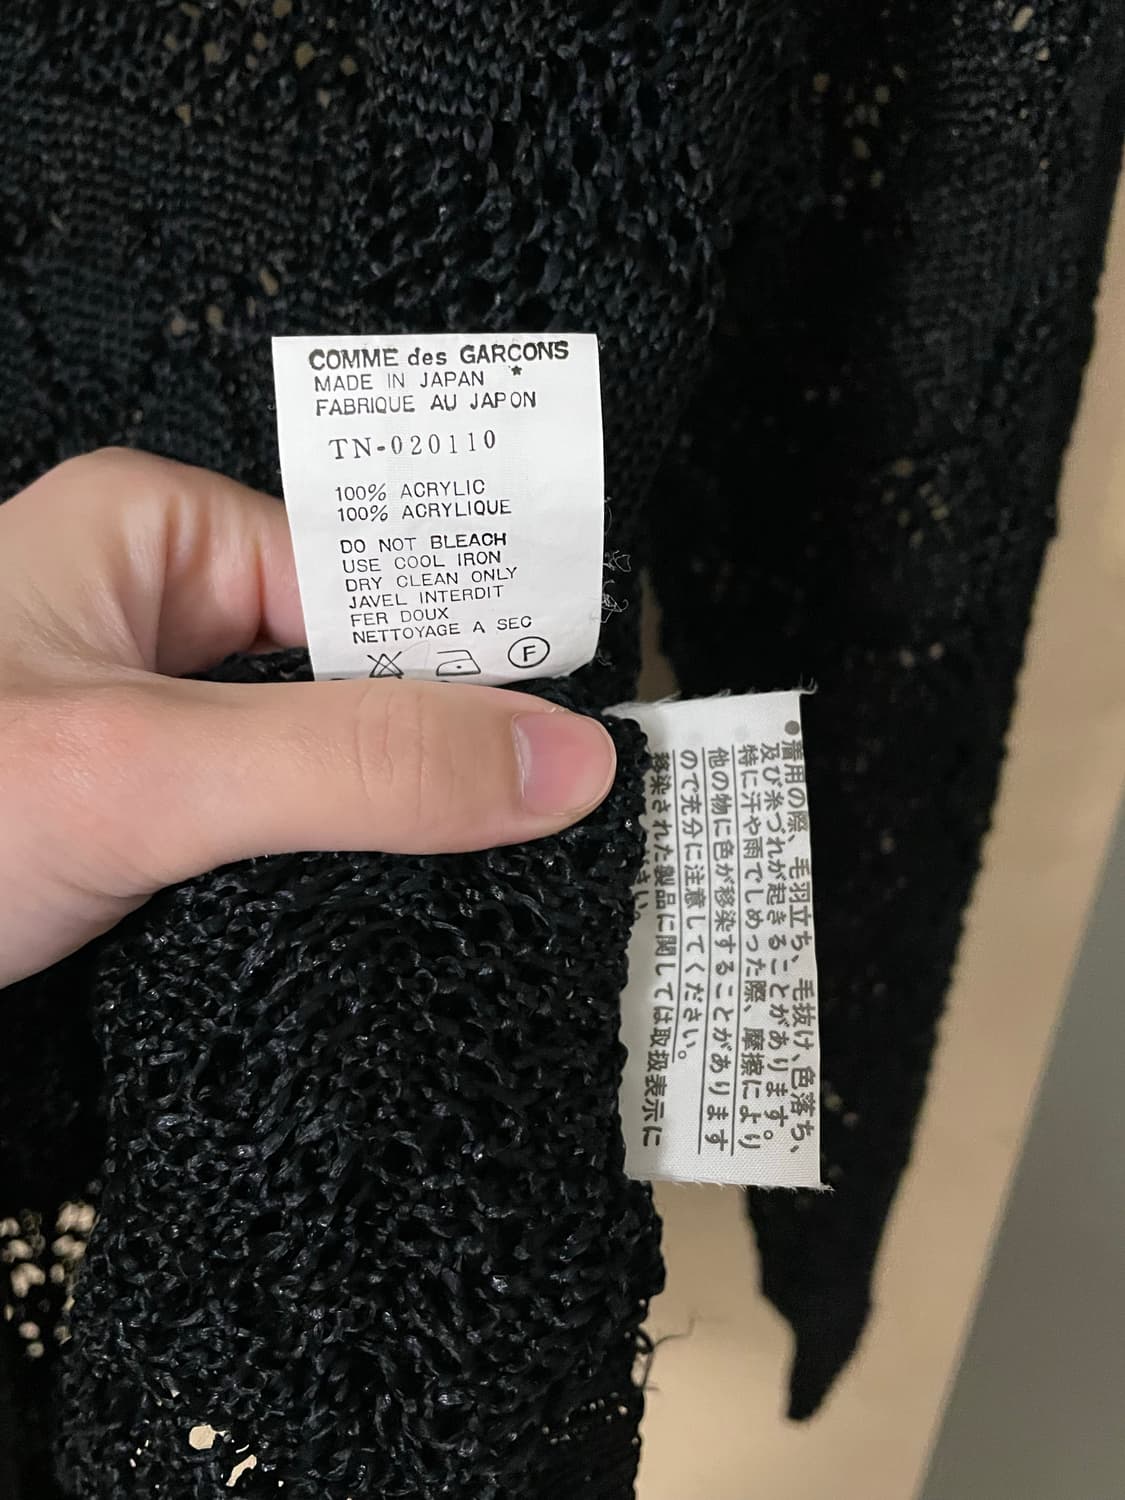 COMME des GARÇONS
MADE IN JAPAN
FABRIQUE AU JAPON
TN-020110
100% ACRYLIC
100% ACRYLIQUE
DO NOT BLEACH
USE COOL IRON
DRY CLEAN ONLY
JAVEL INTERDIT
FER DOUX
NETTOYAGE A SEC
F
●着用の際、毛羽立ち、毛抜け、色落ち、
及び糸づれが起きることがあります。
特に汗や雨でしめった際、摩擦により
他の物に色が移染することがあります
ので充分に注意してください。
移染された製品に関しては取扱表示に
さい。